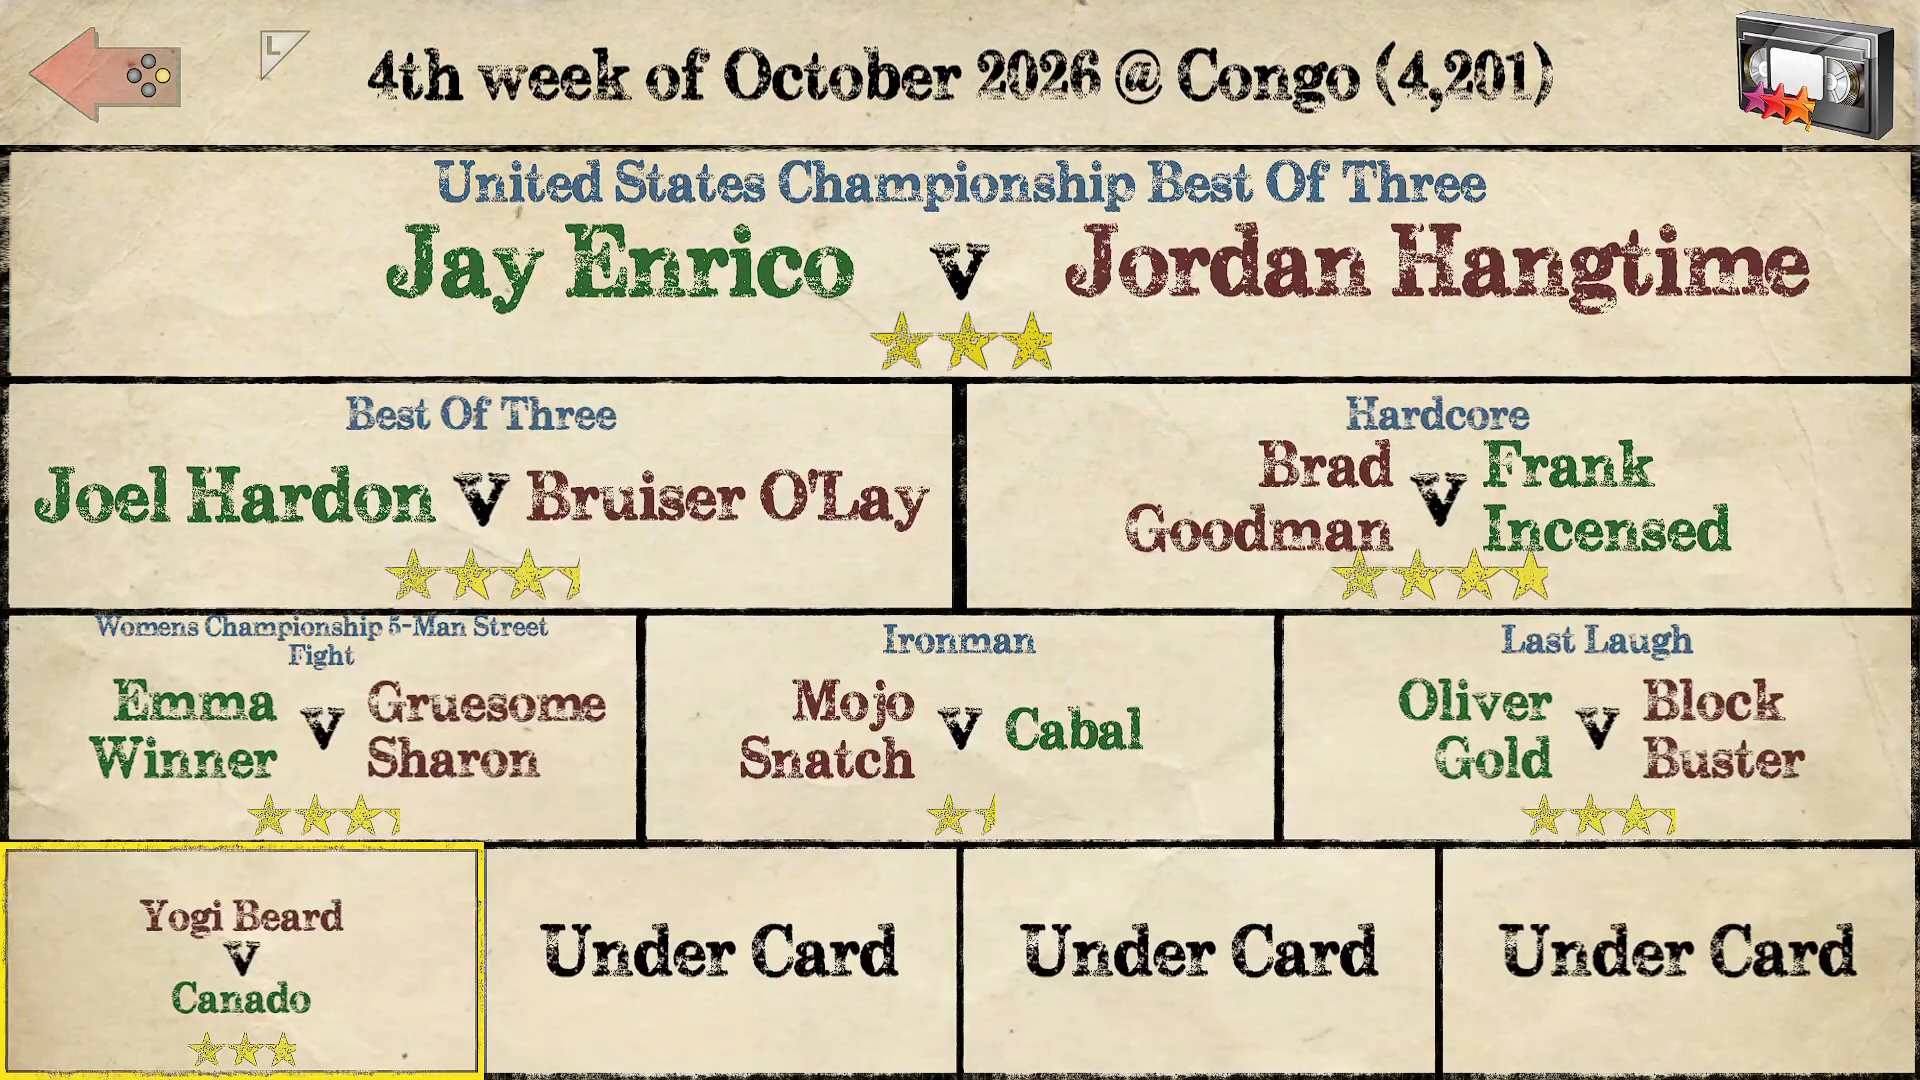 L
4th week of October 2026 @ Congo (4,201)
United States Championship Best Of Three
Jay Enrico v Jordan Hangtime
Best Of Three
Joel Hardon v Bruiser O'Lay
Hardcore
Brad Goodman v Frank Incensed
Womens Championship 5-Man Street
Fight
Emma Winner v Gruesome Sharon
Ironman
Mojo Snatch v Cabal
Last Laugh
Oliver Gold v Block Buster
Yogi Beard
v
Canado
Under Card
Under Card
Under Card